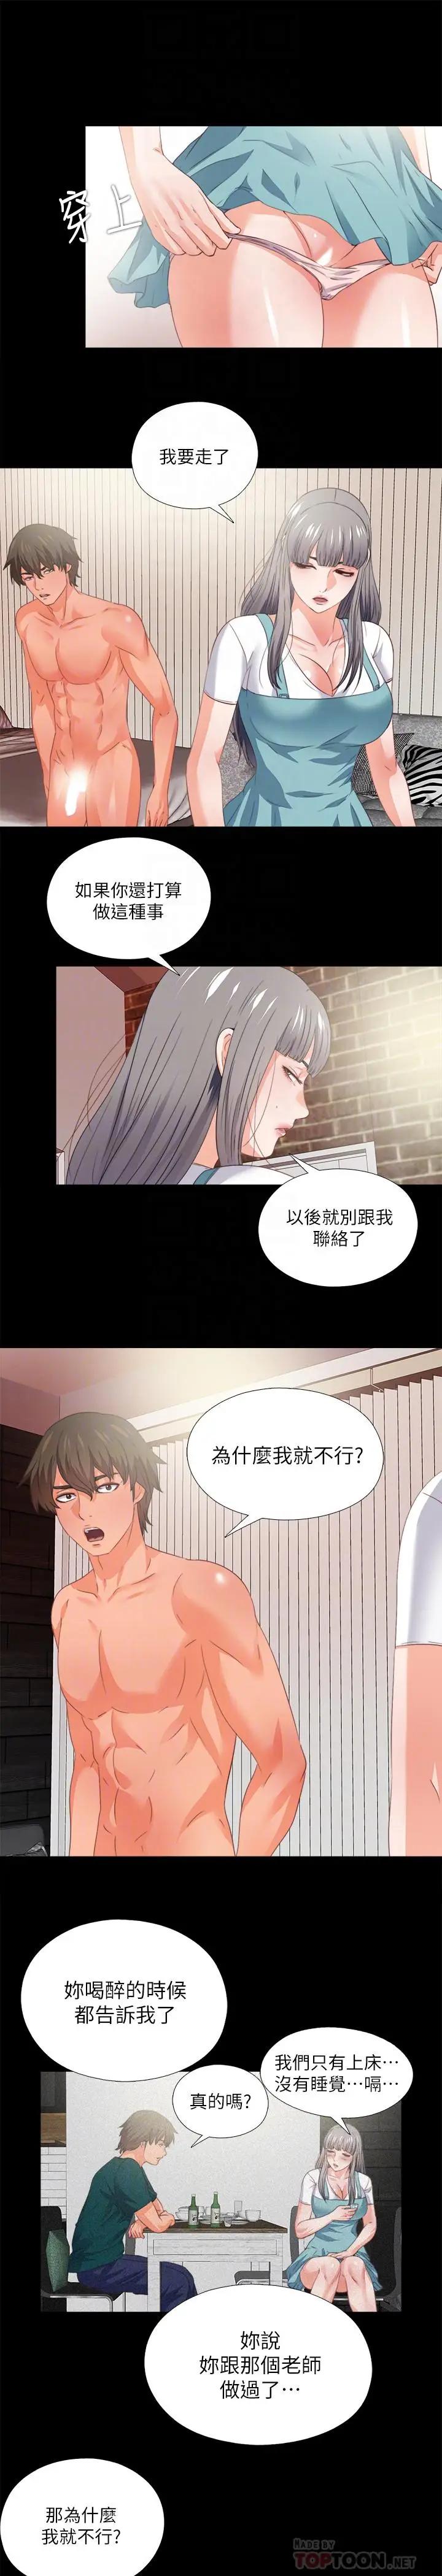 穿上
我要走了
如果你還打算
做這種事
以後就別跟我
聯絡了
為什麼我就不行?
妳喝醉的時候
都告訴我了
真的嗎?
我們只有上床⋯
沒有睡覺⋯嗝⋯
妳說
妳跟那個老師
做過了⋯
那為什麼
我就不行?
MADE BY
TOPTOON.NET